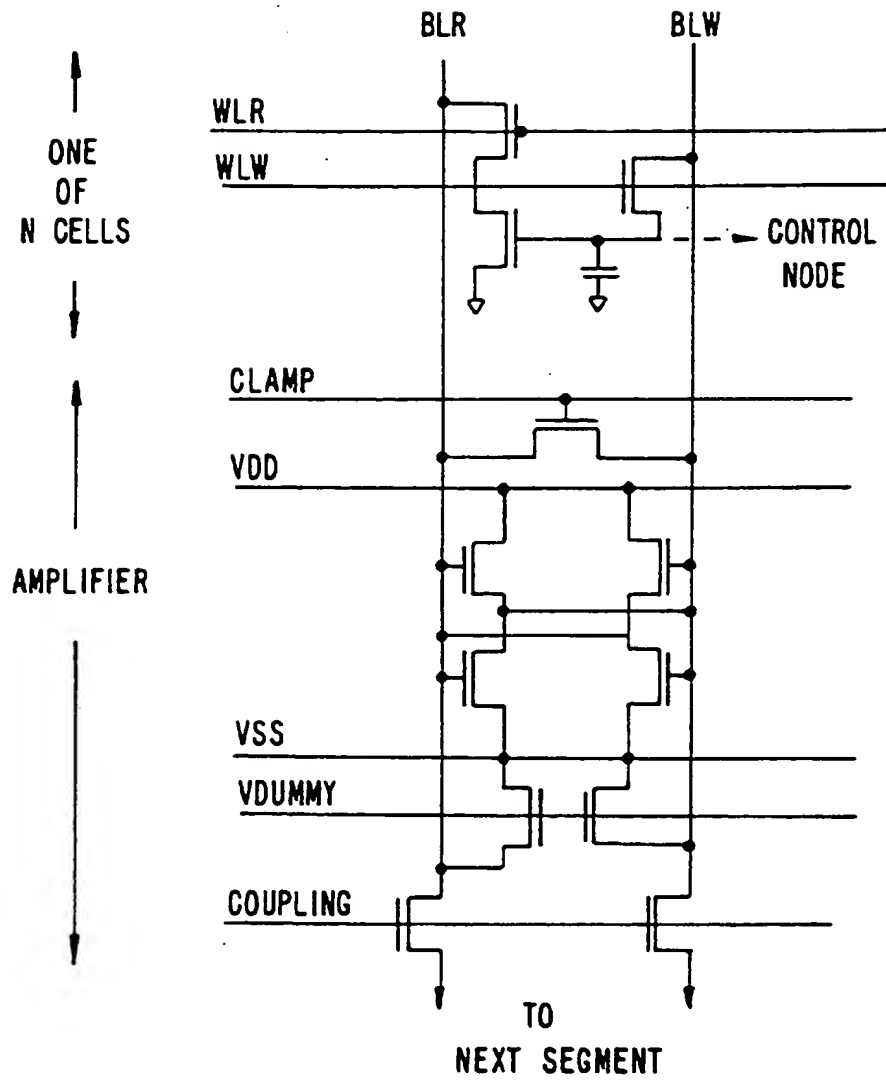 BLR
BLW
WLR
ONE
OF
N CELLS
WLW
CONTROL
NODE
CLAMP
VDD
AMPLIFIER
VSS
VDUMMY
COUPLING
TO
NEXT SEGMENT